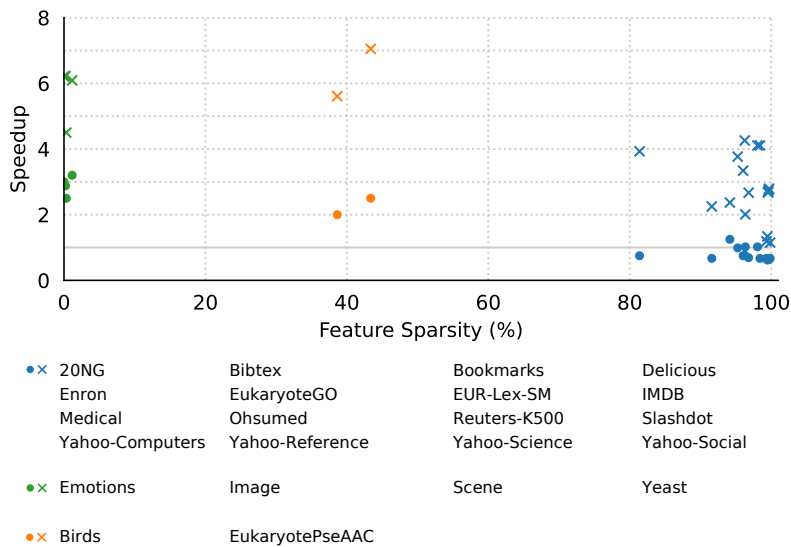 8
6
4
2
0
Speedup
0 20 40 60 80 100
Feature Sparsity (%)
20NG Bibtex Bookmarks Delicious
Enron EukaryoteGO EUR-Lex-SM IMDB
Medical Ohsumed Reuters-K500 Slashdot
Yahoo-Computers Yahoo-Reference Yahoo-Science Yahoo-Social
Emotions Image Scene Yeast
Birds EukaryotePseAAC